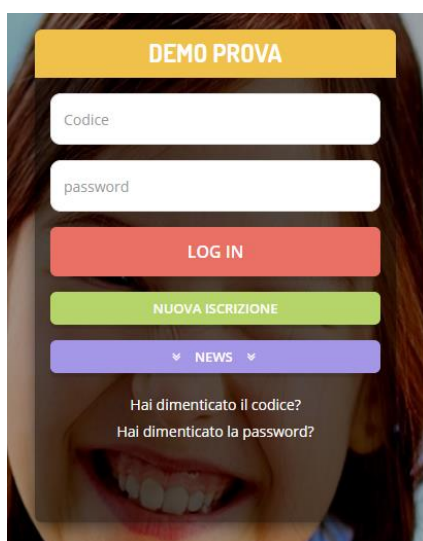 DEMO PROVA
Codice
password
LOG IN
NUOVA ISCRIZIONE
NEWS
Hai dimenticato il codice?
Hai dimenticato la password?